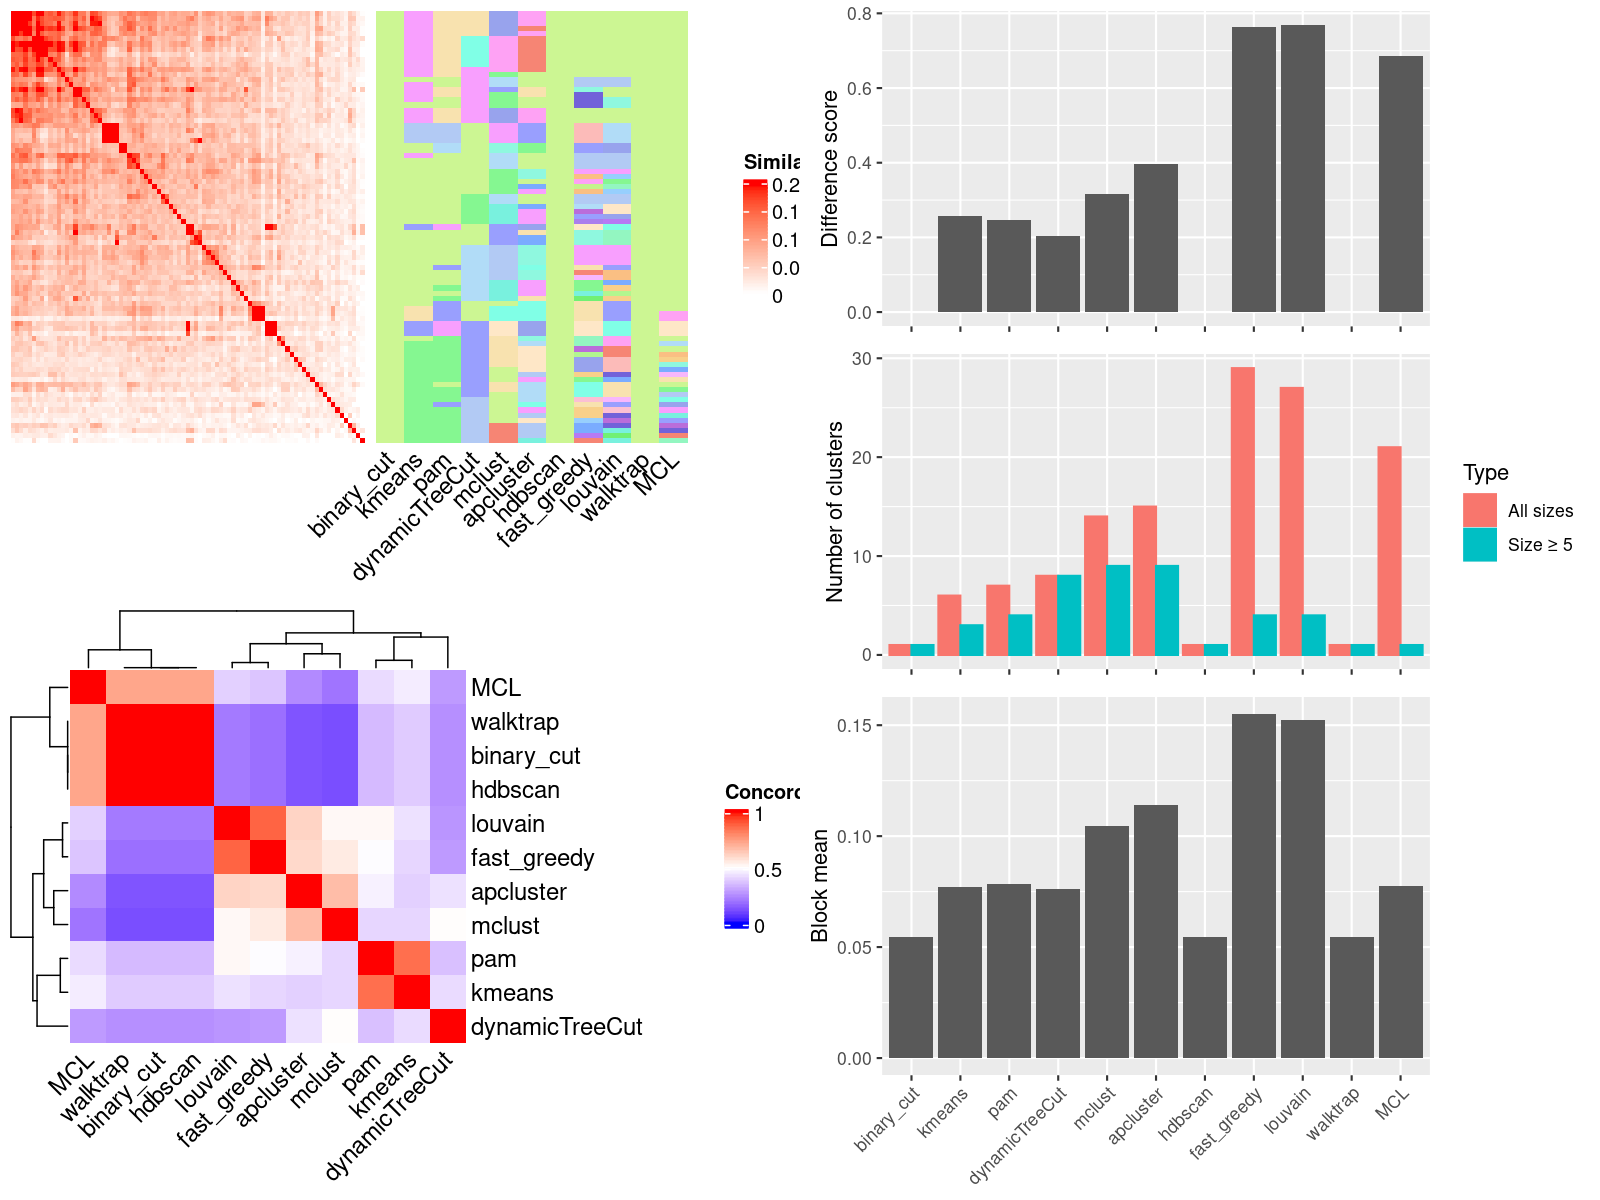 Simila
0.2
0.1
0.1
0.0
0
binary_cut
kmeans
pam
dynamicTreeCut
mclust
apcluster
hdbscan
fast_greedy
louvain
walktrap
MCL
MCL
walktrap
binary_cut
hdbscan
louvain
fast_greedy
apcluster
mclust
pam
kmeans
dynamicTreeCut
MCL
walktrap
binary_cut
hdbscan
louvain
fast_greedy
apcluster
mclust
pam
kmeans
dynamicTreeCut
Concord
1
0.5
0
Difference score
0.8
0.6
0.4
0.2
0.0
Number of clusters
30
20
10
0
Type
All sizes
Size ≥ 5
Block mean
0.15
0.10
0.05
0.00
binary_cut
kmeans
pam
dynamicTreeCut
mclust
apcluster
hdbscan
fast_greedy
louvain
walktrap
MCL